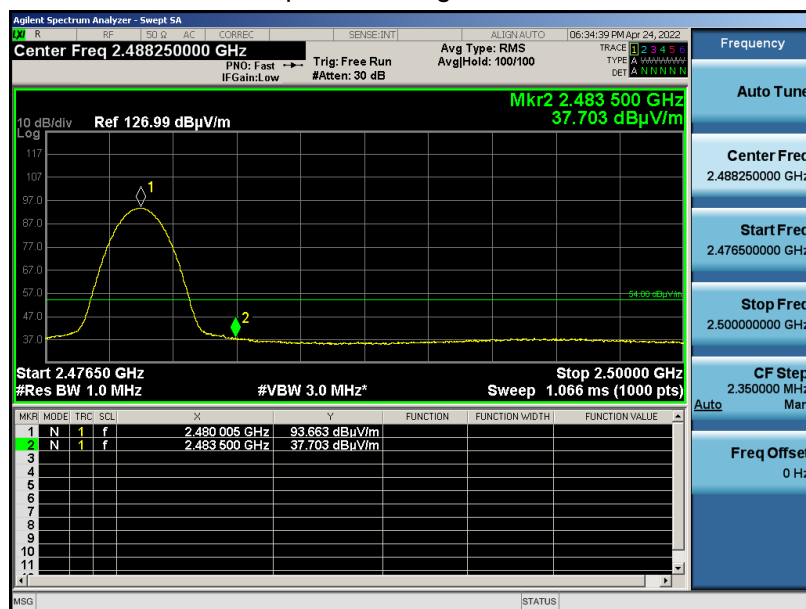 Agilent Spectrum Analyzer - Swept SA
LXI R RF 50 Ω AC CORREC SENSE:INT ALIGN AUTO 06:34:39 PM Apr 24, 2022
Center Freq 2.488250000 GHz
PNO: Fast
IFGain:Low
Trig: Free Run
#Atten: 30 dB
Avg Type: RMS
Avg|Hold: 100/100
TRACE 1 2 3 4 5 6
TYPE A WWWWW
DET A N N N N N
Mkr2 2.483 500 GHz
37.703 dBµV/m
10 dB/div Ref 126.99 dBµV/m
Log
117
107
97.0
87.0
77.0
67.0
57.0
47.0
37.0
1
2
54.00 dBµV/m
Start 2.47650 GHz Stop 2.50000 GHz
#Res BW 1.0 MHz #VBW 3.0 MHz* Sweep 1.066 ms (1000 pts)
MKR MODE TRC SCL X Y FUNCTION FUNCTION WIDTH FUNCTION VALUE
1 N 1 f 2.480 005 GHz 93.663 dBµV/m
2 N 1 f 2.483 500 GHz 37.703 dBµV/m
3
4
5
6
7
8
9
10
11
MSG STATUS
Frequency
Auto Tune
Center Freq
2.488250000 GHz
Start Freq
2.476500000 GHz
Stop Freq
2.500000000 GHz
CF Step
2.350000 MHz
Auto Man
Freq Offset
0 Hz